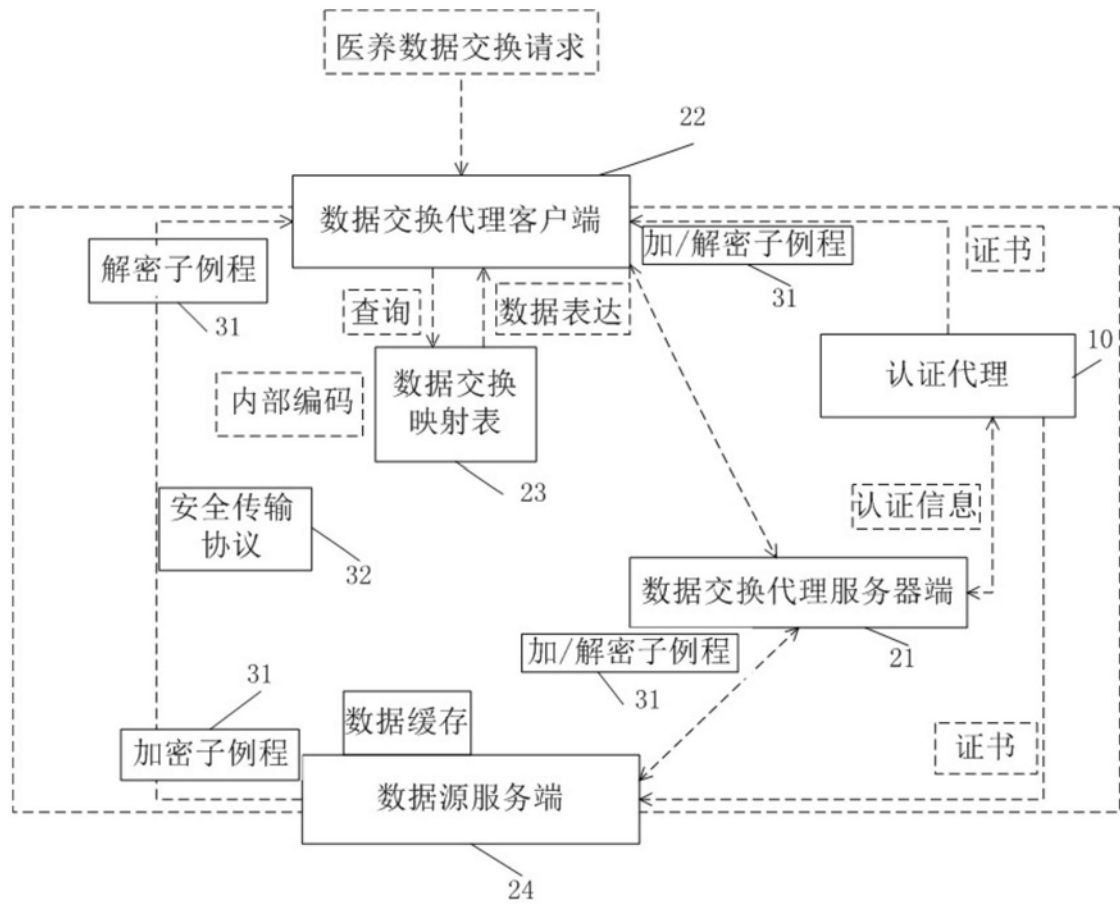 医养数据交换请求
22
数据交换代理客户端
加/解密子例程
证书
解密子例程
31
31
查询
数据表达
10
认证代理
内部编码
数据交换
映射表
23
认证信息
安全传输
协议
32
数据交换代理服务器端
加/解密子例程
21
31
31
数据缓存
证书
加密子例程
数据源服务端
24